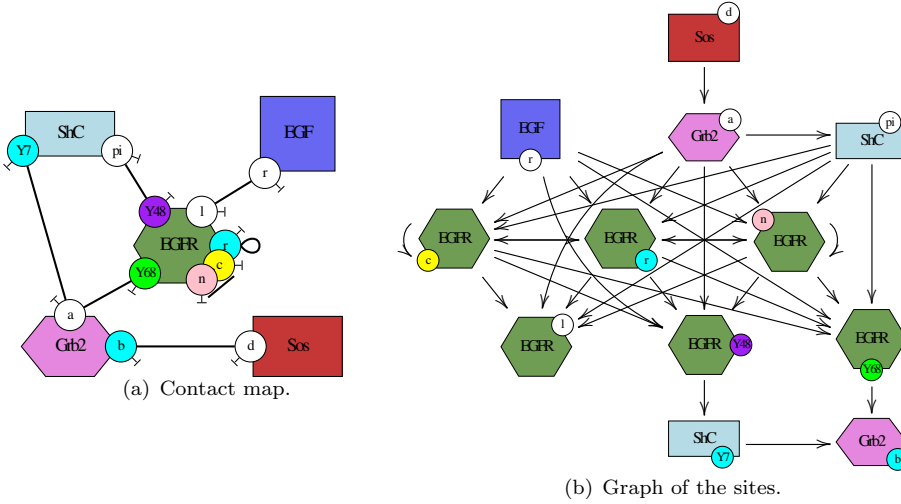 ShC
Y7
pi
EGF
r
Y48
l
EGFR
r
c
n
Y68
a
Grb2
b
d
Sos
(a) Contact map.
d
Sos
EGF
r
a
Grb2
pi
ShC
EGFR
c
EGFR
r
n
EGFR
l
EGFR
EGFR
Y48
EGFR
Y68
ShC
Y7
Grb2
b
(b) Graph of the sites.